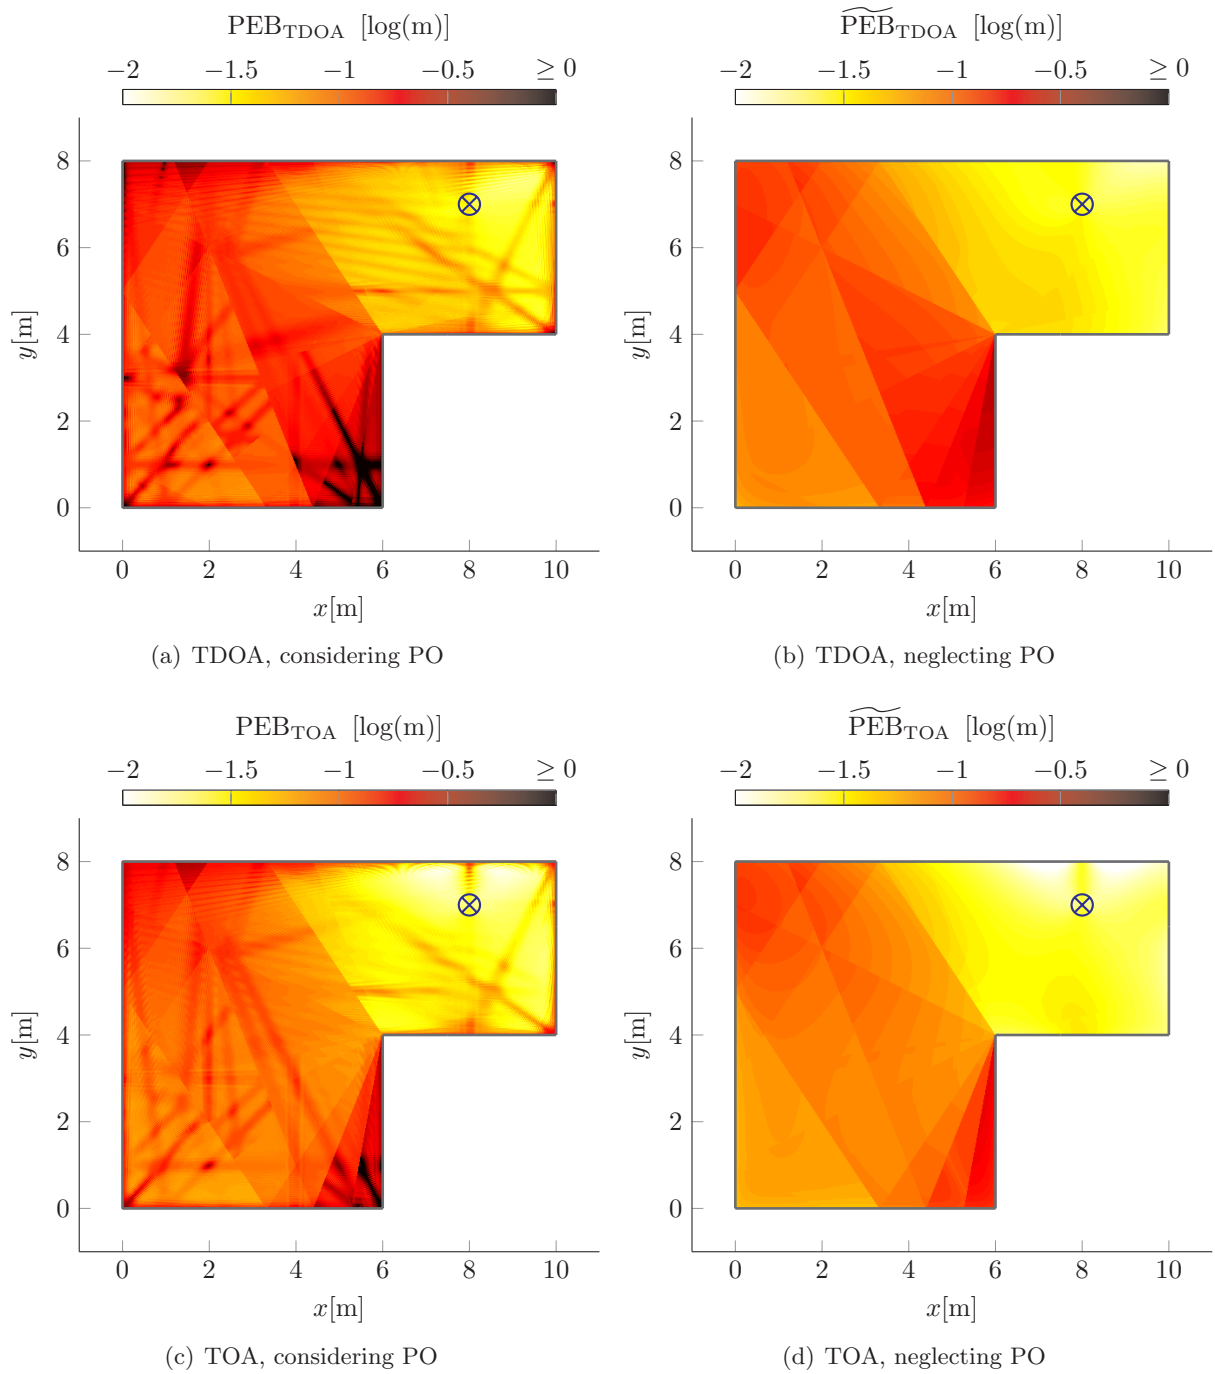 PEB_TDOA [log(m)]
−2 −1.5 −1 −0.5 ≥ 0
8
6
4
2
0
y[m]
0 2 4 6 8 10
x[m]
(a) TDOA, considering PO
P͠EB_TDOA [log(m)]
−2 −1.5 −1 −0.5 ≥ 0
8
6
4
2
0
y[m]
0 2 4 6 8 10
x[m]
(b) TDOA, neglecting PO
PEB_TOA [log(m)]
−2 −1.5 −1 −0.5 ≥ 0
8
6
4
2
0
y[m]
0 2 4 6 8 10
x[m]
(c) TOA, considering PO
P͠EB_TOA [log(m)]
−2 −1.5 −1 −0.5 ≥ 0
8
6
4
2
0
y[m]
0 2 4 6 8 10
x[m]
(d) TOA, neglecting PO